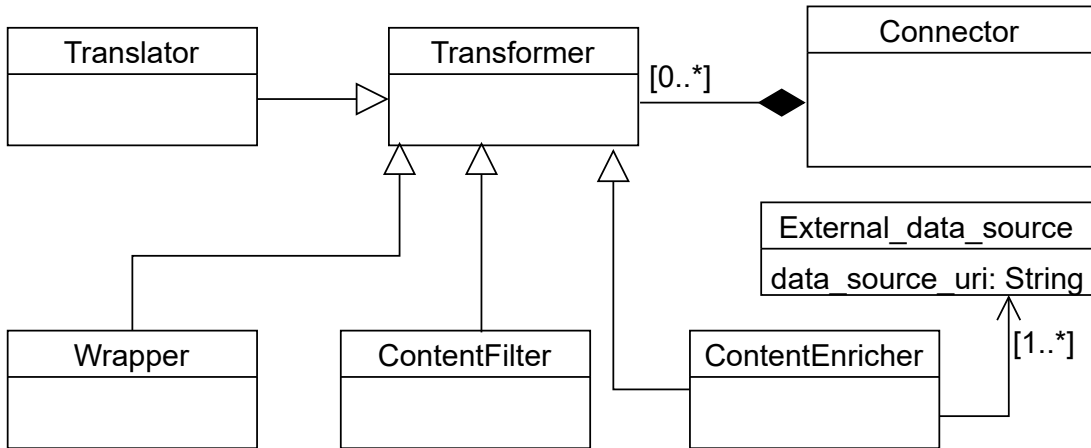 Translator
Transformer
Connector
[0..*]
External_data_source
data_source_uri: String
[1..*]
Wrapper
ContentFilter
ContentEnricher